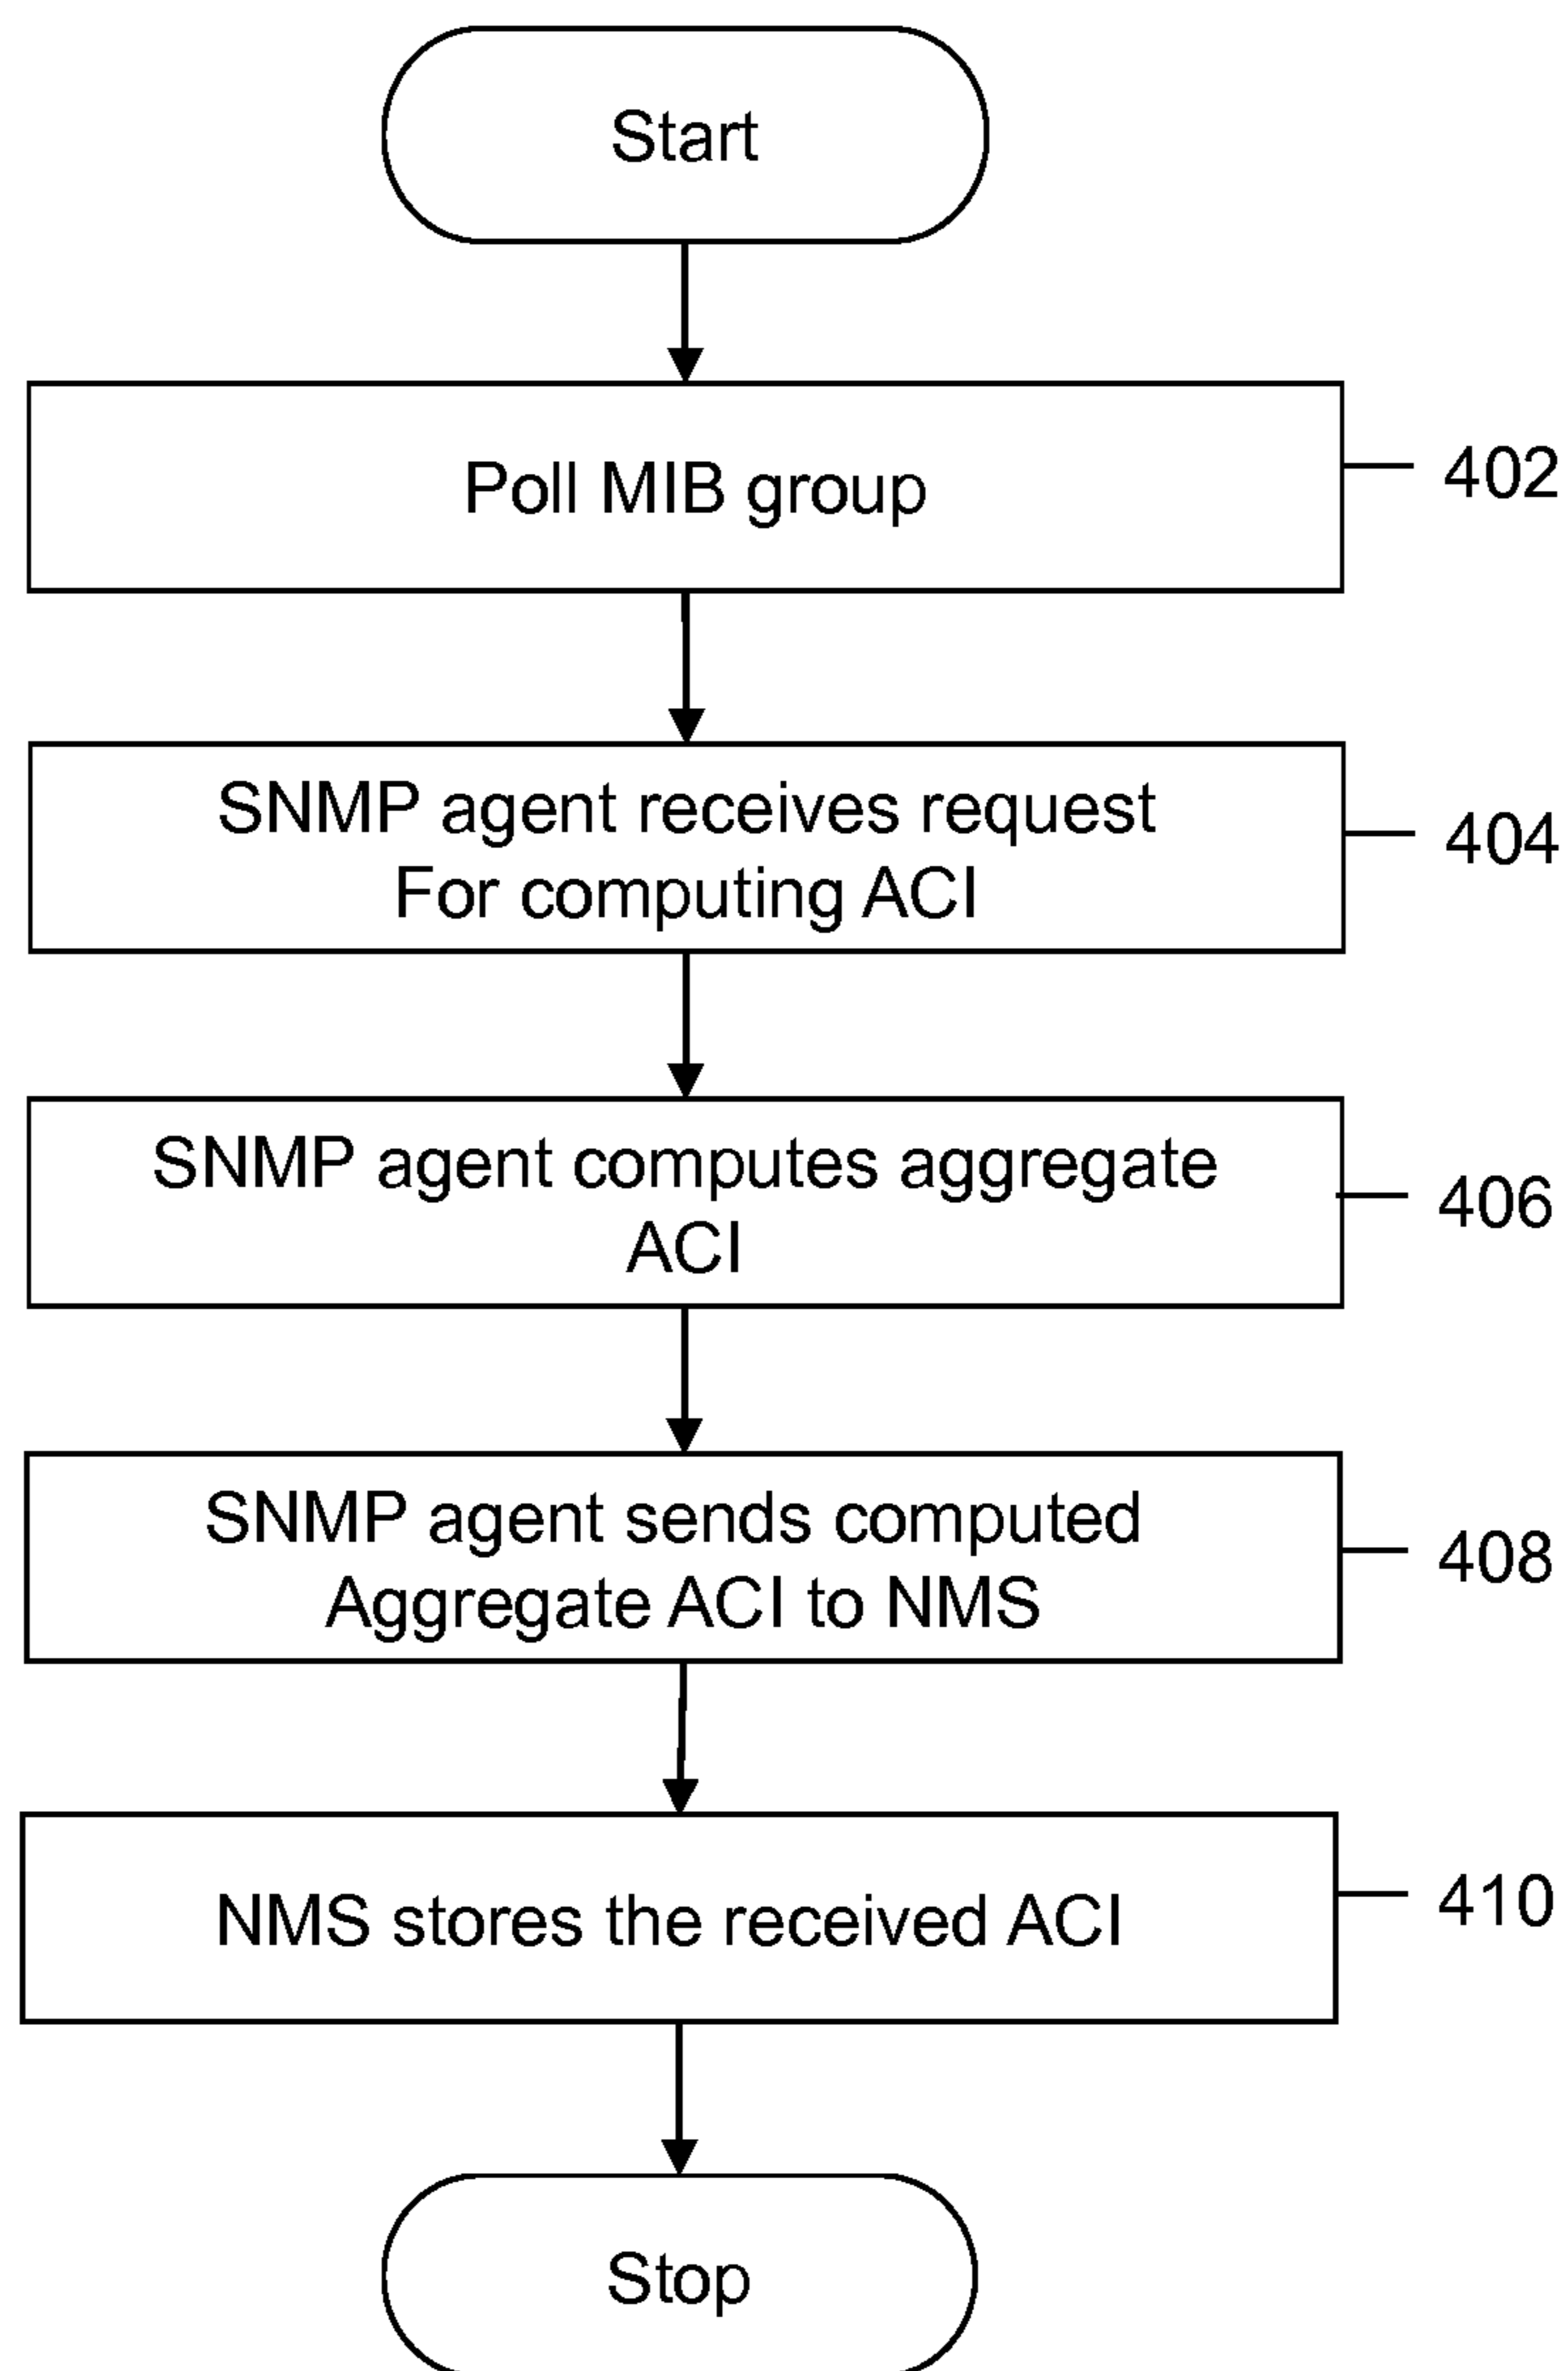 Start
Poll MIB group
402
SNMP agent receives request
For computing ACI
404
SNMP agent computes aggregate
ACI
406
SNMP agent sends computed
Aggregate ACI to NMS
408
NMS stores the received ACI
410
Stop